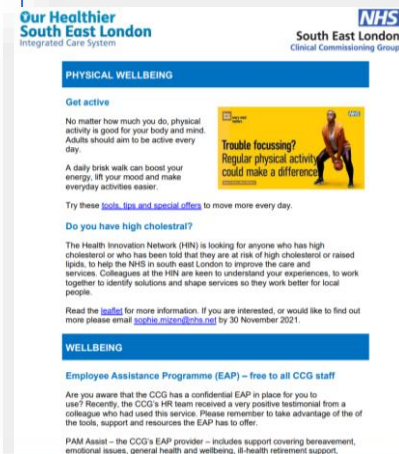 Our Healthier
South East London
Integrated Care System
NHS
South East London
Clinical Commissioning Group
PHYSICAL WELLBEING
Get active
No matter how much you do, physical
activity is good for your body and mind.
Adults should aim to be active every
day.
A daily brisk walk can boost your
energy, lift your mood and make
everyday activities easier.
NHS
Trouble focussing?
Regular physical activity
could make a difference
Try these tools, tips and special offers to move more every day.
Do you have high cholestral?
The Health Innovation Network (HIN) is looking for anyone who has high
cholesterol or who has been told that they are at risk of high cholesterol or raised
lipids, to help the NHS in south east London to improve the care and
services. Colleagues at the HIN are keen to understand your experiences, to work
together to identify solutions and shape services so they work better for local
people.
Read the leaflet for more information. If you are interested, or would like to find out
more please email sophie.mizen@nhs.net by 30 November 2021.
WELLBEING
Employee Assistance Programme (EAP) – free to all CCG staff
Are you aware that the CCG has a confidential EAP in place for you to
use? Recently, the CCG's HR team received a very positive testimonial from a
colleague who had used this service. Please remember to take advantage of the of
the tools, support and resources the EAP has to offer.
PAM Assist – the CCG's EAP provider – includes support covering bereavement,
emotional issues, general health and wellbeing, ill-health retirement support,